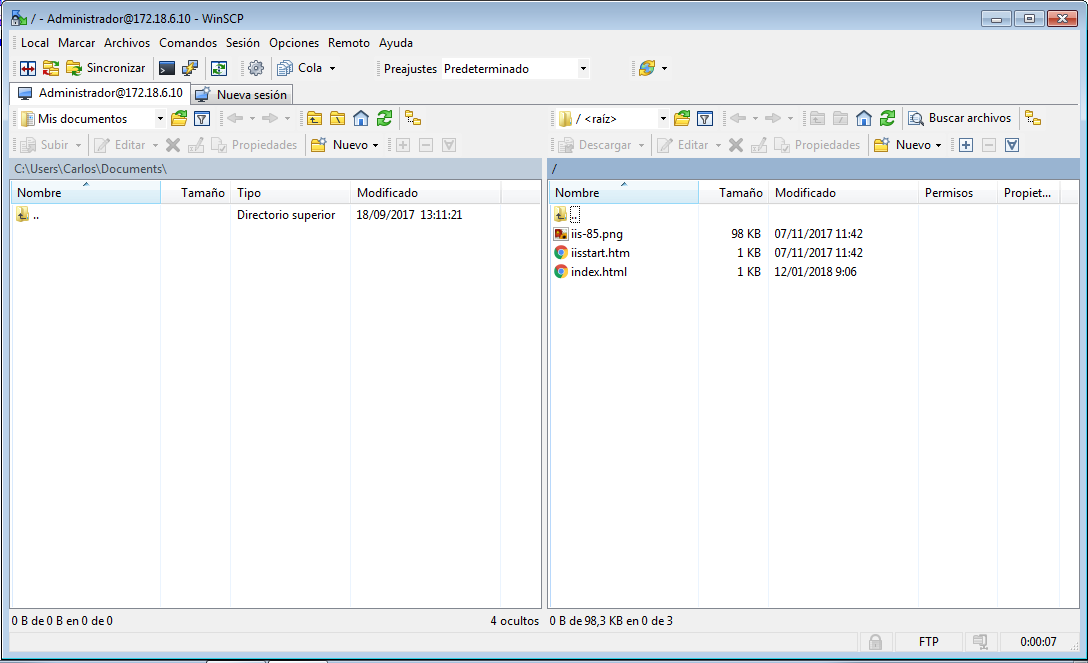 / - Administrador@172.18.6.10 - WinSCP
Local Marcar Archivos Comandos Sesión Opciones Remoto Ayuda
Sincronizar Cola Preajustes Predeterminado
Administrador@172.18.6.10 Nueva sesión
Mis documentos / <raíz> Buscar archivos
Subir Editar Propiedades Nuevo Descargar Editar Propiedades Nuevo
C:\Users\Carlos\Documents\ /
Nombre Tamaño Tipo Modificado Nombre Tamaño Modificado Permisos Propiet...
.. Directorio superior 18/09/2017 13:11:21 ..
iis-85.png 98 KB 07/11/2017 11:42
iisstart.htm 1 KB 07/11/2017 11:42
index.html 1 KB 12/01/2018 9:06
0 B de 0 B en 0 de 0 4 ocultos 0 B de 98,3 KB en 0 de 3
FTP 0:00:07